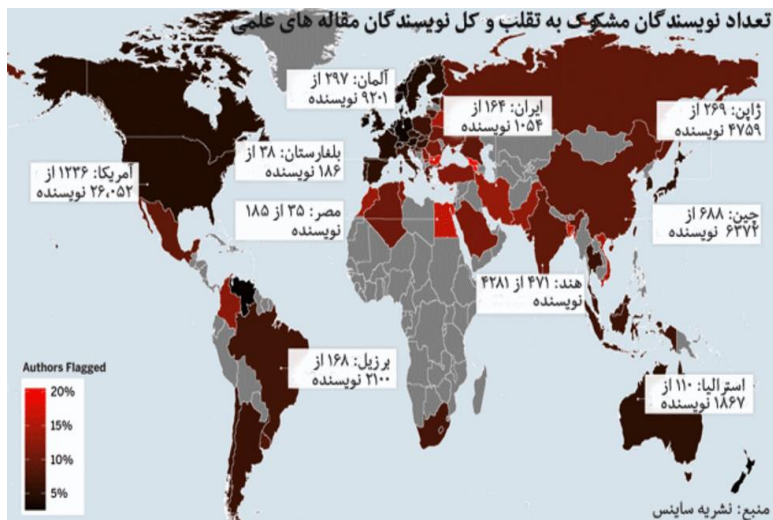 تعداد نویسندگان مشکوک به تقلب و کل نویسندگان مقاله های علمی
آلمان: ۲۹۷ از
۹۲۰۱ نویسنده
ایران: ۱۶۴ از
۱۰۵۴ نویسنده
ژاپن: ۲۶۹ از
۴۷۵۹ نویسنده
بلغارستان: ۳۸ از
۱۸۶ نویسنده
آمریکا: ۱۲۳۶ از
۲۶،۰۵۲ نویسنده
مصر: ۳۵ از ۱۸۵
نویسنده
چین: ۶۸۸ از
۶۳۷۲ نویسنده
هند: ۴۷۱ از ۴۲۸۱
نویسنده
برزیل: ۱۶۸ از
۲۱۰۰ نویسنده
استرالیا: ۱۱۰ از
۱۸۶۷ نویسنده
Authors Flagged
20%
15%
10%
5%
منبع: نشریه ساینس